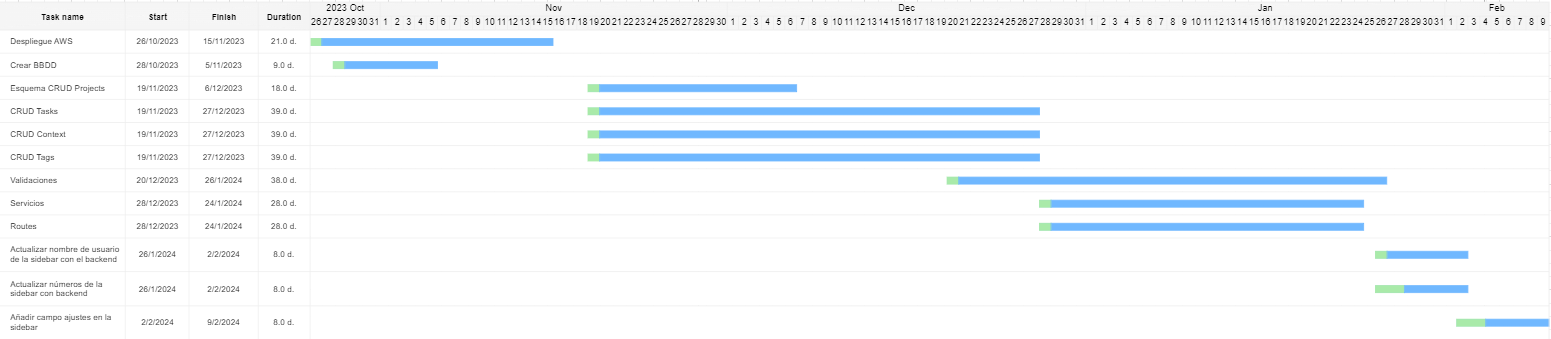 Task name Start Finish Duration 2023 Oct Nov Dec Jan Feb
26 27 28 29 30 31 1 2 3 4 5 6 7 8 9 10 11 12 13 14 15 16 17 18 19 20 21 22 23 24 25 26 27 28 29 30 1 2 3 4 5 6 7 8 9 10 11 12 13 14 15 16 17 18 19 20 21 22 23 24 25 26 27 28 29 30 31 1 2 3 4 5 6 7 8 9 10 11 12 13 14 15 16 17 18 19 20 21 22 23 24 25 26 27 28 29 30 31 1 2 3 4 5 6 7 8 9
Despliegue AWS 26/10/2023 15/11/2023 21.0 d.
Crear BBDD 28/10/2023 5/11/2023 9.0 d.
Esquema CRUD Projects 19/11/2023 6/12/2023 18.0 d.
CRUD Tasks 19/11/2023 27/12/2023 39.0 d.
CRUD Context 19/11/2023 27/12/2023 39.0 d.
CRUD Tags 19/11/2023 27/12/2023 39.0 d.
Validaciones 20/12/2023 26/1/2024 38.0 d.
Servicios 28/12/2023 24/1/2024 28.0 d.
Routes 28/12/2023 24/1/2024 28.0 d.
Actualizar nombre de usuario
de la sidebar con el backend 26/1/2024 2/2/2024 8.0 d.
Actualizar números de la
sidebar con backend 26/1/2024 2/2/2024 8.0 d.
Añadir campo ajustes en la
sidebar 2/2/2024 9/2/2024 8.0 d.